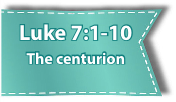 Luke 7:1-10
The centurion